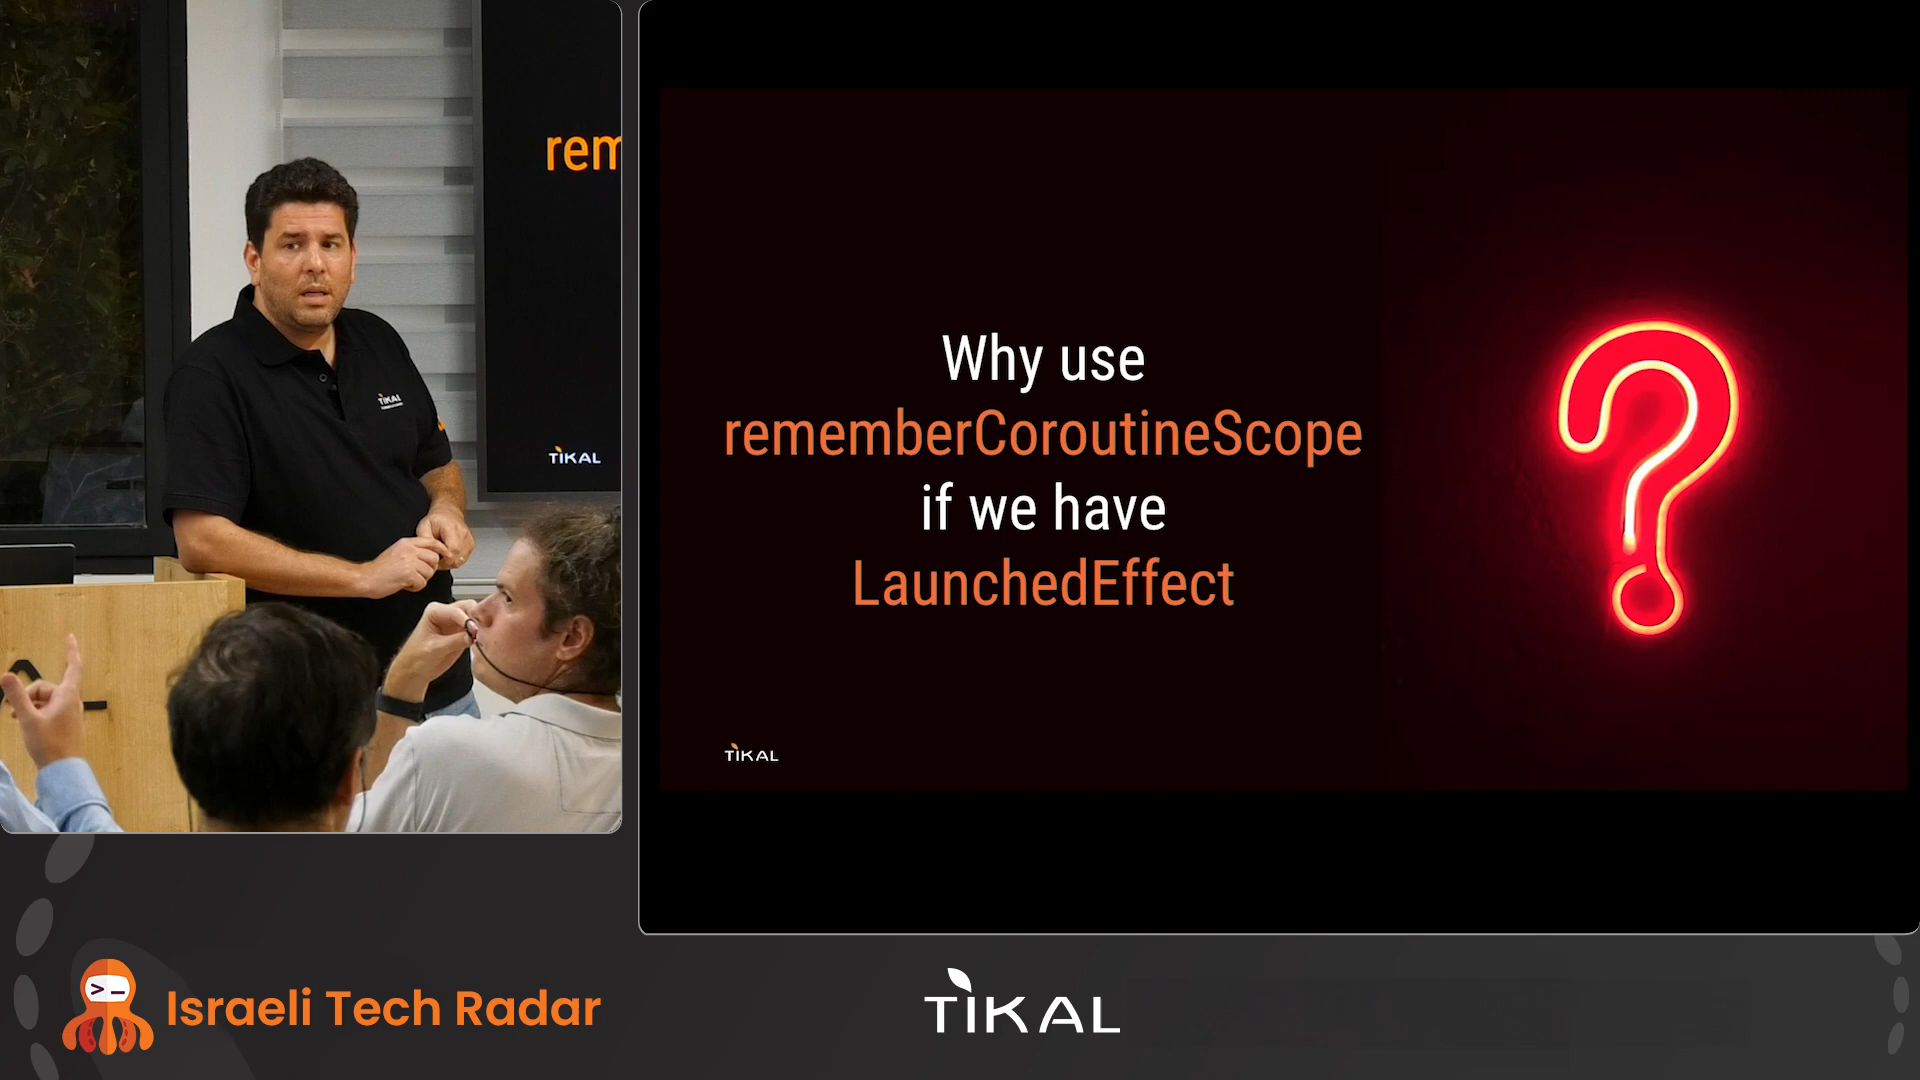 rem
TIKAL
TIKAL
Why use
rememberCoroutineScope
if we have
LaunchedEffect
TIKAL
>_
Israeli Tech Radar
TIKAL